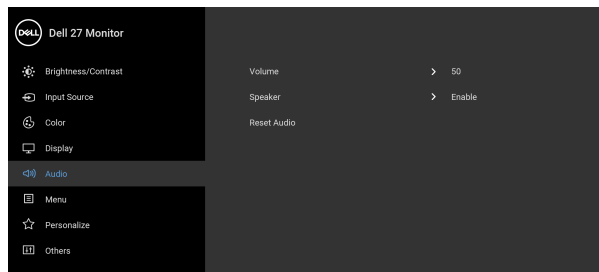 DELL Dell 27 Monitor
Brightness/Contrast
Volume 50
Input Source
Speaker Enable
Color
Reset Audio
Display
Audio
Menu
Personalize
Others